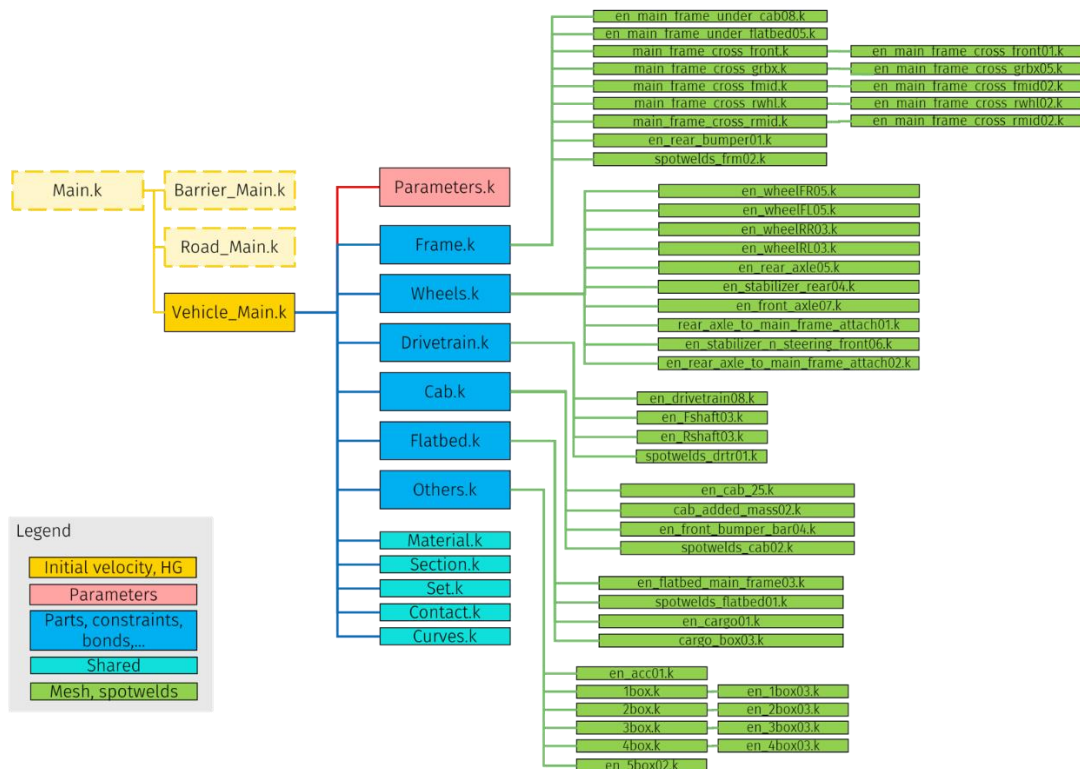 Main.k
Barrier_Main.k
Road_Main.k
Vehicle_Main.k
Parameters.k
Frame.k
Wheels.k
Drivetrain.k
Cab.k
Flatbed.k
Others.k
Material.k
Section.k
Set.k
Contact.k
Curves.k
en_main_frame_under_cab08.k
en_main_frame_under_flatbed05.k
main_frame_cross_front.k
en_main_frame_cross_front01.k
main_frame_cross_grbx.k
en_main_frame_cross_grbx05.k
main_frame_cross_fmid.k
en_main_frame_cross_fmid02.k
main_frame_cross_rwhl.k
en_main_frame_cross_rwhl02.k
main_frame_cross_rmid.k
en_main_frame_cross_rmid02.k
en_rear_bumper01.k
spotwelds_frm02.k
en_wheelFR05.k
en_wheelFL05.k
en_wheelRR03.k
en_wheelRL03.k
en_rear_axle05.k
en_stabilizer_rear04.k
en_front_axle07.k
rear_axle_to_main_frame_attach01.k
en_stabilizer_n_steering_front06.k
en_rear_axle_to_main_frame_attach02.k
en_drivetrain08.k
en_Fshaft03.k
en_Rshaft03.k
spotwelds_drtr01.k
en_cab_25.k
cab_added_mass02.k
en_front_bumper_bar04.k
spotwelds_cab02.k
en_flatbed_main_frame03.k
spotwelds_flatbed01.k
en_cargo01.k
cargo_box03.k
en_acc01.k
1box.k
en_1box03.k
2box.k
en_2box03.k
3box.k
en_3box03.k
4box.k
en_4box03.k
en_5box02.k
Legend
Initial velocity, HG
Parameters
Parts, constraints,
bonds,...
Shared
Mesh, spotwelds